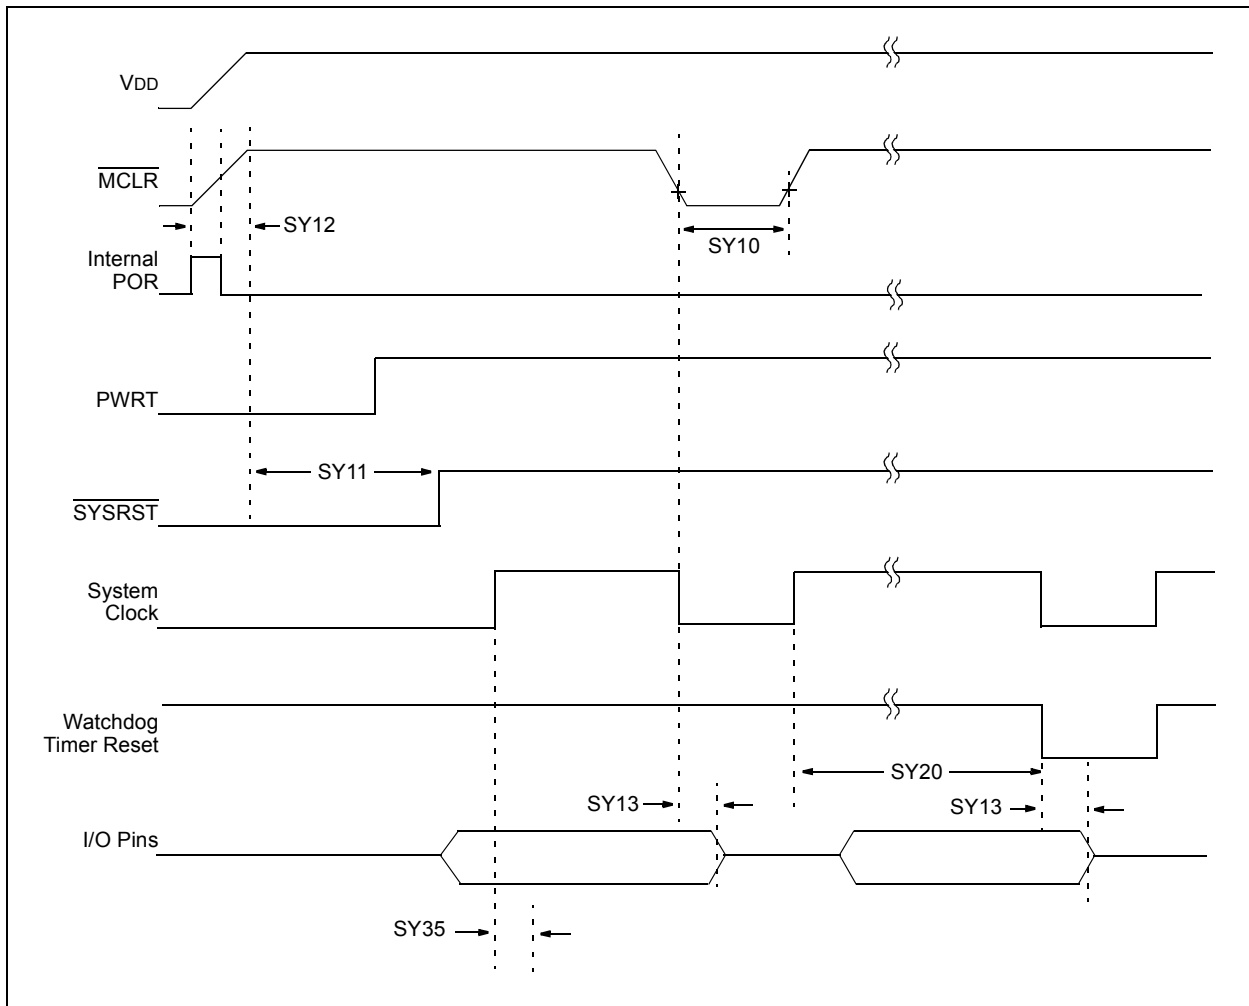 VDD
MCLR
SY12
SY10
Internal
POR
PWRT
SY11
SYSRST
System
Clock
Watchdog
Timer Reset
SY20
SY13
SY13
I/O Pins
SY35